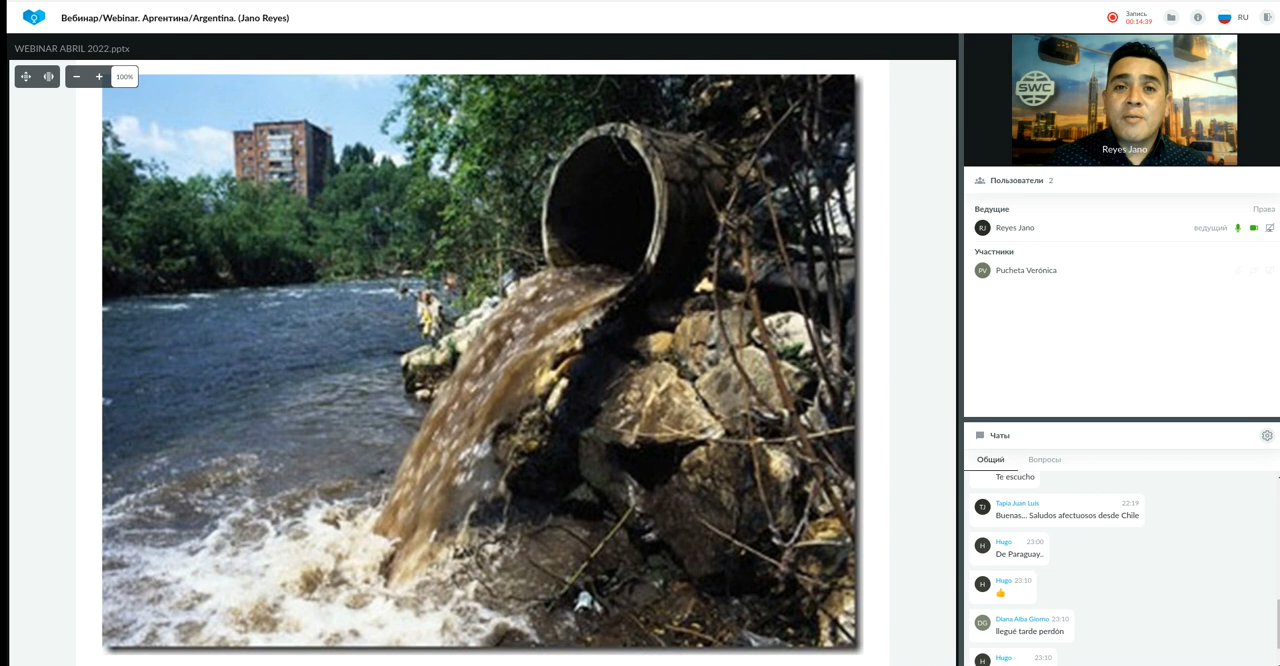 Вебинар/Webinar. Аргентина/Argentina. (Jano Reyes)
Запись
00:14:39
RU
WEBINAR ABRIL 2022.pptx
100%
SWC
Reyes Jano
Пользователи 2
Ведущие Права
RJ Reyes Jano ведущий
Участники
PV Pucheta Verónica
Чаты
Общий Вопросы
Te escucho
TJ Tapia Juan Luis 22:19
Buenas... Saludos afectuosos desde Chile
H Hugo 23:00
De Paraguay..
H Hugo 23:10
👍
DG Diana Alba Giorno 23:10
llegué tarde perdón
H Hugo 23:10